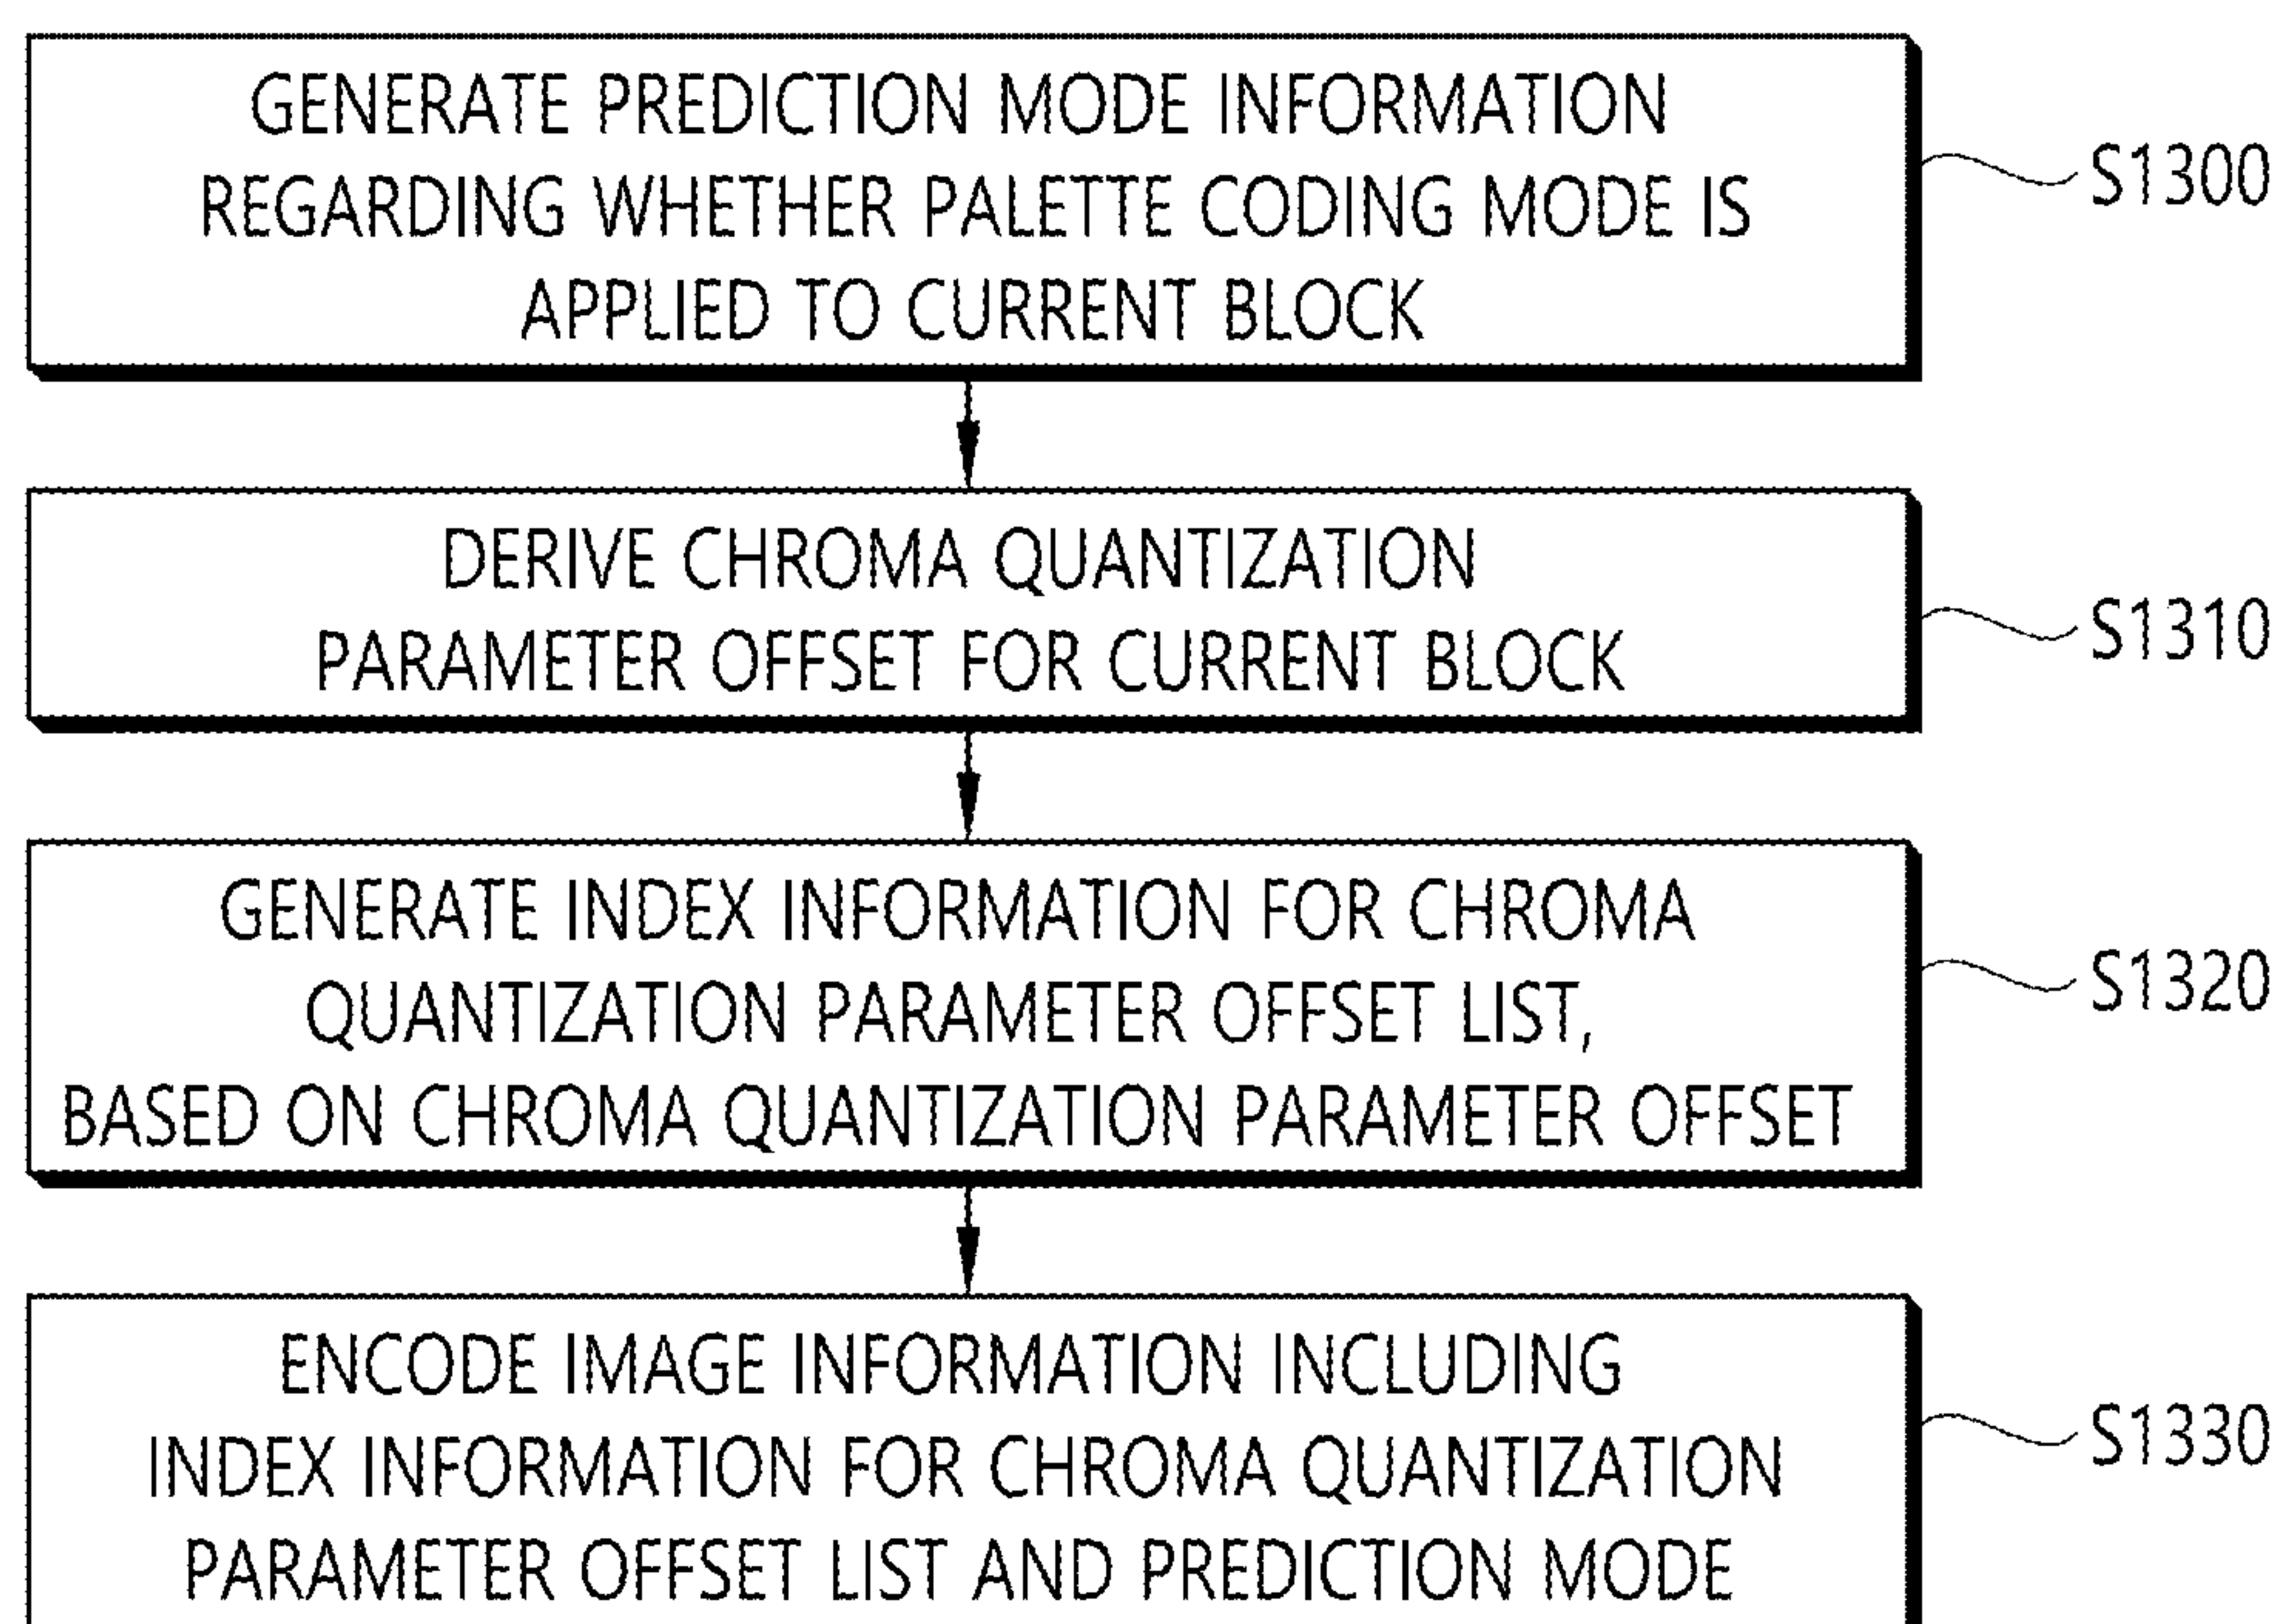 GENERATE PREDICTION MODE INFORMATION
REGARDING WHETHER PALETTE CODING MODE IS
APPLIED TO CURRENT BLOCK
S1300
DERIVE CHROMA QUANTIZATION
PARAMETER OFFSET FOR CURRENT BLOCK
S1310
GENERATE INDEX INFORMATION FOR CHROMA
QUANTIZATION PARAMETER OFFSET LIST,
BASED ON CHROMA QUANTIZATION PARAMETER OFFSET
S1320
ENCODE IMAGE INFORMATION INCLUDING
INDEX INFORMATION FOR CHROMA QUANTIZATION
PARAMETER OFFSET LIST AND PREDICTION MODE
S1330